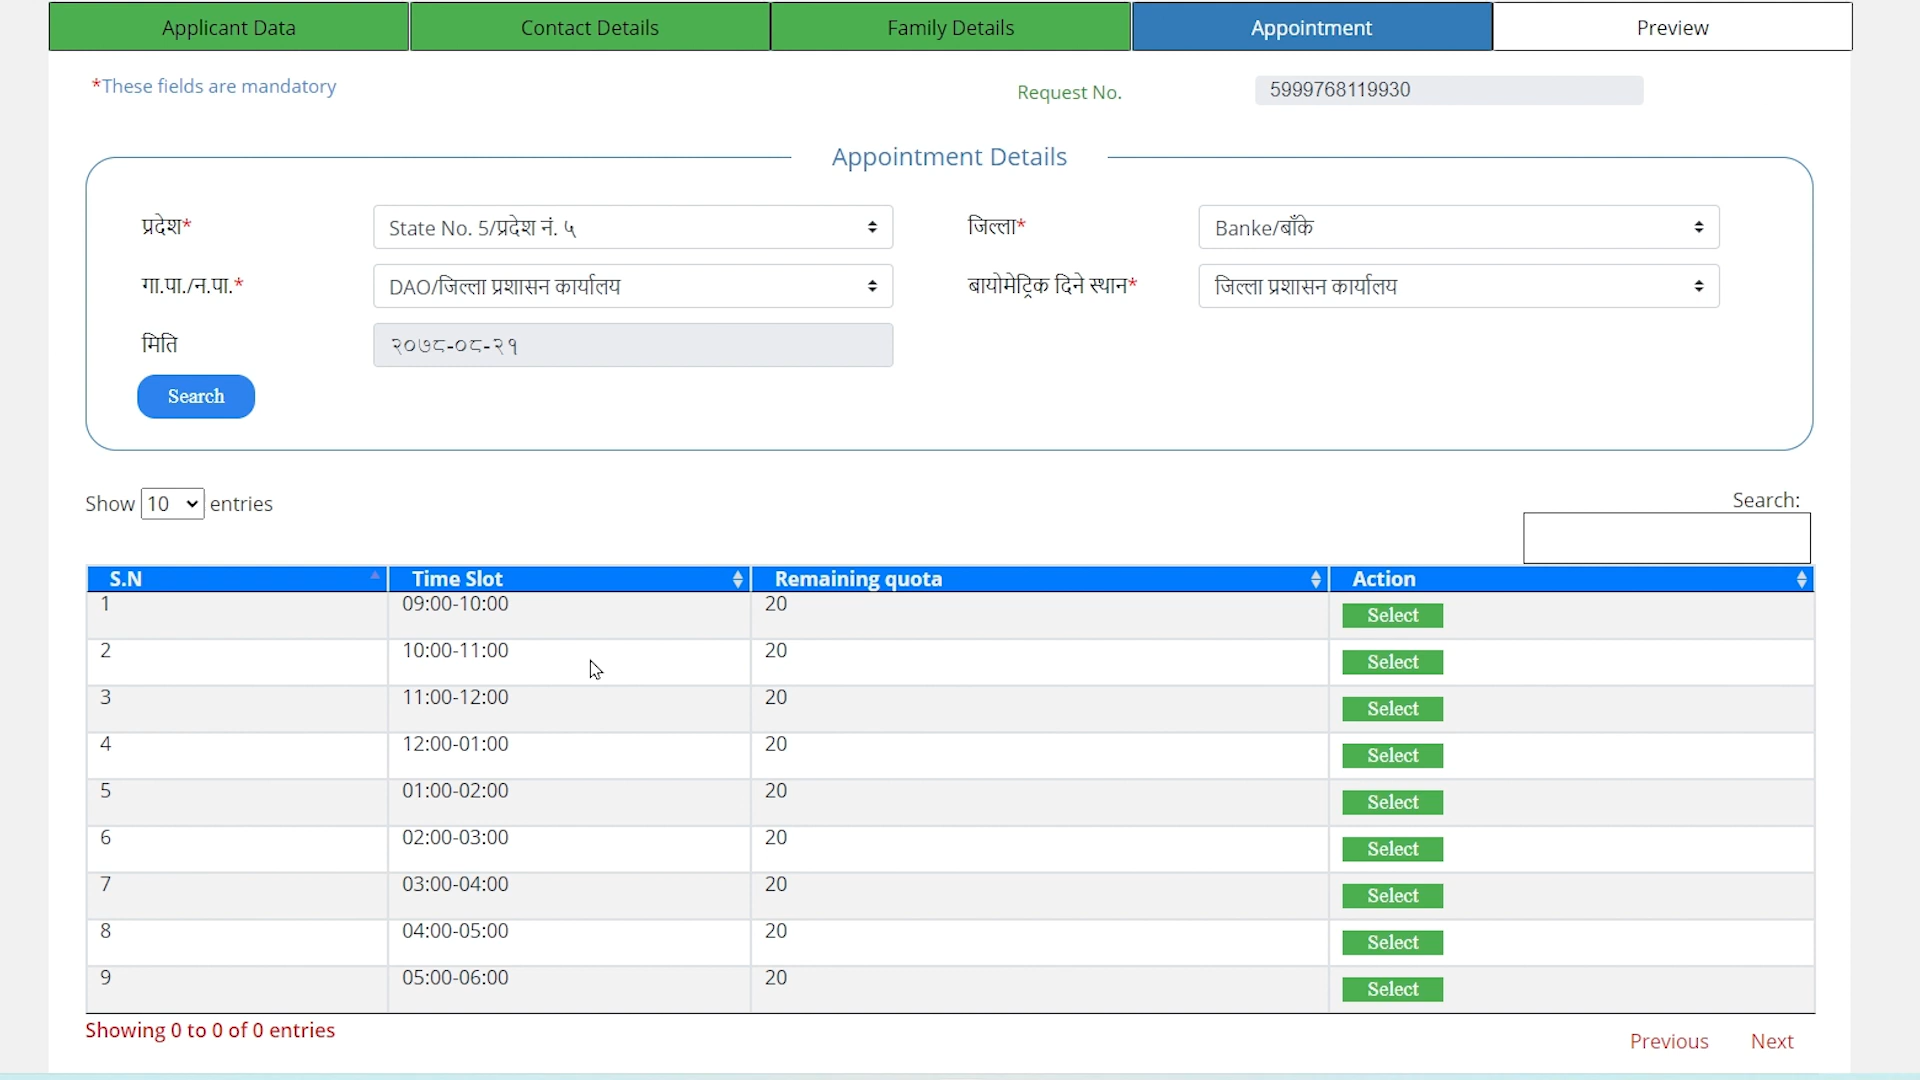 Applicant Data Contact Details Family Details Appointment Preview
*These fields are mandatory Request No. 5999768119930
Appointment Details
प्रदेश* State No. 5/प्रदेश नं. ५ जिल्ला* Banke/बाँके
गा.पा./न.पा.* DAO/जिल्ला प्रशासन कार्यालय बायोमेट्रिक दिने स्थान* जिल्ला प्रशासन कार्यालय
मिति २०७८-०८-२१
Search
Show 10 entries Search:
S.N Time Slot Remaining quota Action
1 09:00-10:00 20 Select
2 10:00-11:00 20 Select
3 11:00-12:00 20 Select
4 12:00-01:00 20 Select
5 01:00-02:00 20 Select
6 02:00-03:00 20 Select
7 03:00-04:00 20 Select
8 04:00-05:00 20 Select
9 05:00-06:00 20 Select
Showing 0 to 0 of 0 entries
Previous Next